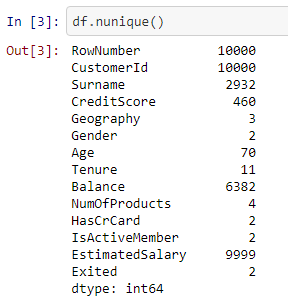 In [3]: df.nunique()
Out[3]: RowNumber 10000
CustomerId 10000
Surname 2932
CreditScore 460
Geography 3
Gender 2
Age 70
Tenure 11
Balance 6382
NumOfProducts 4
HasCrCard 2
IsActiveMember 2
EstimatedSalary 9999
Exited 2
dtype: int64